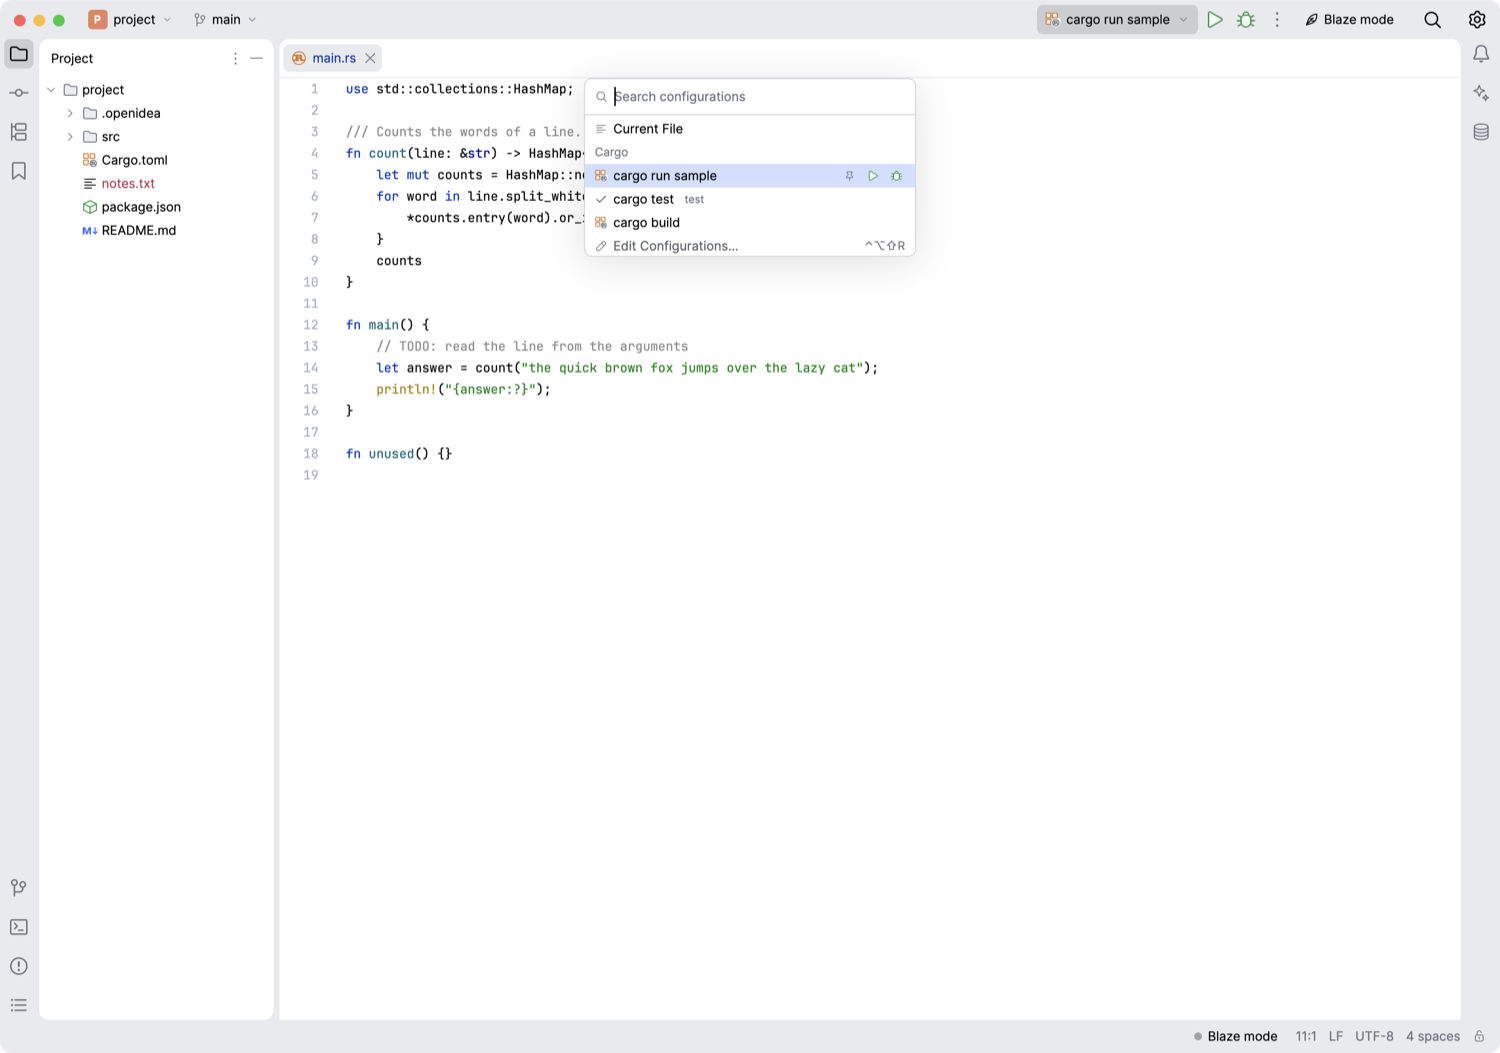 P project main cargo run sample Blaze mode
Project
main.rs
project
.openidea
src
Cargo.toml
notes.txt
package.json
M↓ README.md
1 use std::collections::HashMap;
2
3 /// Counts the words of a line.
4 fn count(line: &str) -> HashMap
5 let mut counts = HashMap::n
6 for word in line.split_whit
7 *counts.entry(word).or_
8 }
9 counts
10 }
11
12 fn main() {
13 // TODO: read the line from the arguments
14 let answer = count("the quick brown fox jumps over the lazy cat");
15 println!("{answer:?}");
16 }
17
18 fn unused() {}
19
Search configurations
Current File
Cargo
cargo run sample
cargo test test
cargo build
Edit Configurations... ^⌥⇧R
Blaze mode 11:1 LF UTF-8 4 spaces